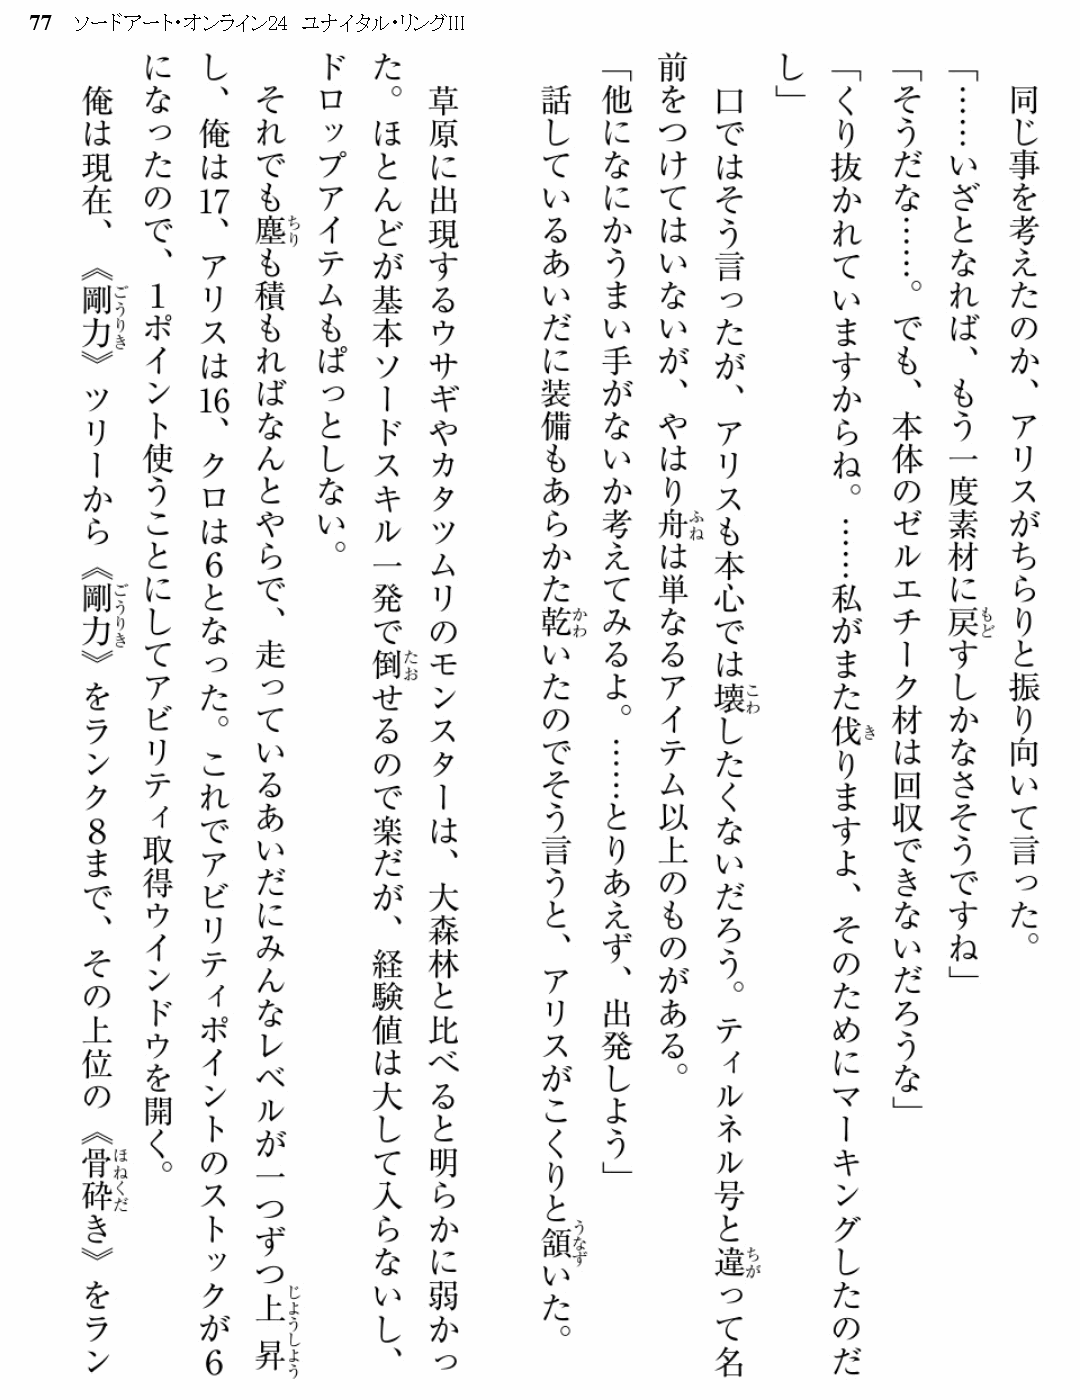 77　ソードアート・オンライン24　ユナイタル・リングIII
同じ事を考えたのか、アリスがちらりと振り向いて言った。
「……いざとなれば、もう一度素材に戻すしかなさそうですね」
「そうだな……。でも、本体のゼルエチーク材は回収できないだろうな」
「くり抜かれていますからね。……私がまた伐りますよ、そのためにマーキングしたのだ
し」
口ではそう言ったが、アリスも本心では壊したくないだろう。ティルネル号と違って名
前をつけてはいないが、やはり舟は単なるアイテム以上のものがある。
「他になにかうまい手がないか考えてみるよ。……とりあえず、出発しよう」
話しているあいだに装備もあらかた乾いたのでそう言うと、アリスがこくりと頷いた。
草原に出現するウサギやカタツムリのモンスターは、大森林と比べると明らかに弱かっ
た。ほとんどが基本ソードスキル一発で倒せるので楽だが、経験値は大して入らないし、
ドロップアイテムもぱっとしない。
それでも塵も積もればなんとやらで、走っているあいだにみんなレベルが一つずつ上昇
し、俺は17、アリスは16、クロは6となった。これでアビリティポイントのストックが6
になったので、1ポイント使うことにしてアビリティ取得ウインドウを開く。
俺は現在、《剛力》ツリーから《剛力》をランク8まで、その上位の《骨砕き》をラン